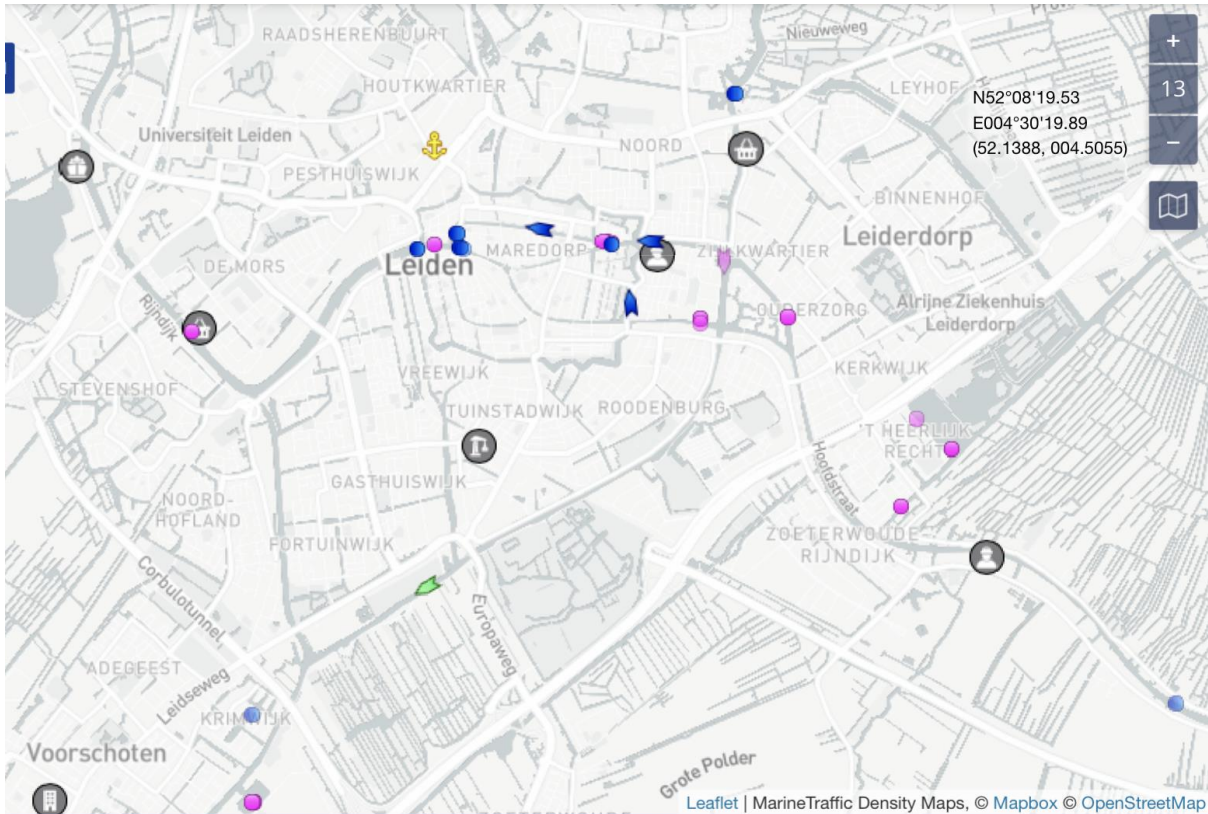 RAADSHERENBUURT
Nieuweweg
HOUTKWARTIER
LEYHOF
N52°08'19.53
E004°30'19.89
(52.1388, 004.5055)
+
13
−
Universiteit Leiden
NOORD
PESTHUISWIJK
BINNENHOF
Leiderdorp
MAREDORP
ZIJLKWARTIER
DE MORS
Leiden
Rijndijk
OUDERZORG
Alrijne Ziekenhuis
Leiderdorp
KERKWIJK
STEVENSHOF
VREEWIJK
TUINSTADWIJK
ROODENBURG
'T HEERLIJK
RECHT
Hoofdstraat
GASTHUISWIJK
NOORD-
HOFLAND
FORTUINWIJK
ZOETERWOUDE-
RIJNDIJK
Corbulotunnel
Europaweg
ADEGEEST
Leidseweg
KRIMWIJK
Voorschoten
Grote Polder
Leaflet | MarineTraffic Density Maps, © Mapbox © OpenStreetMap